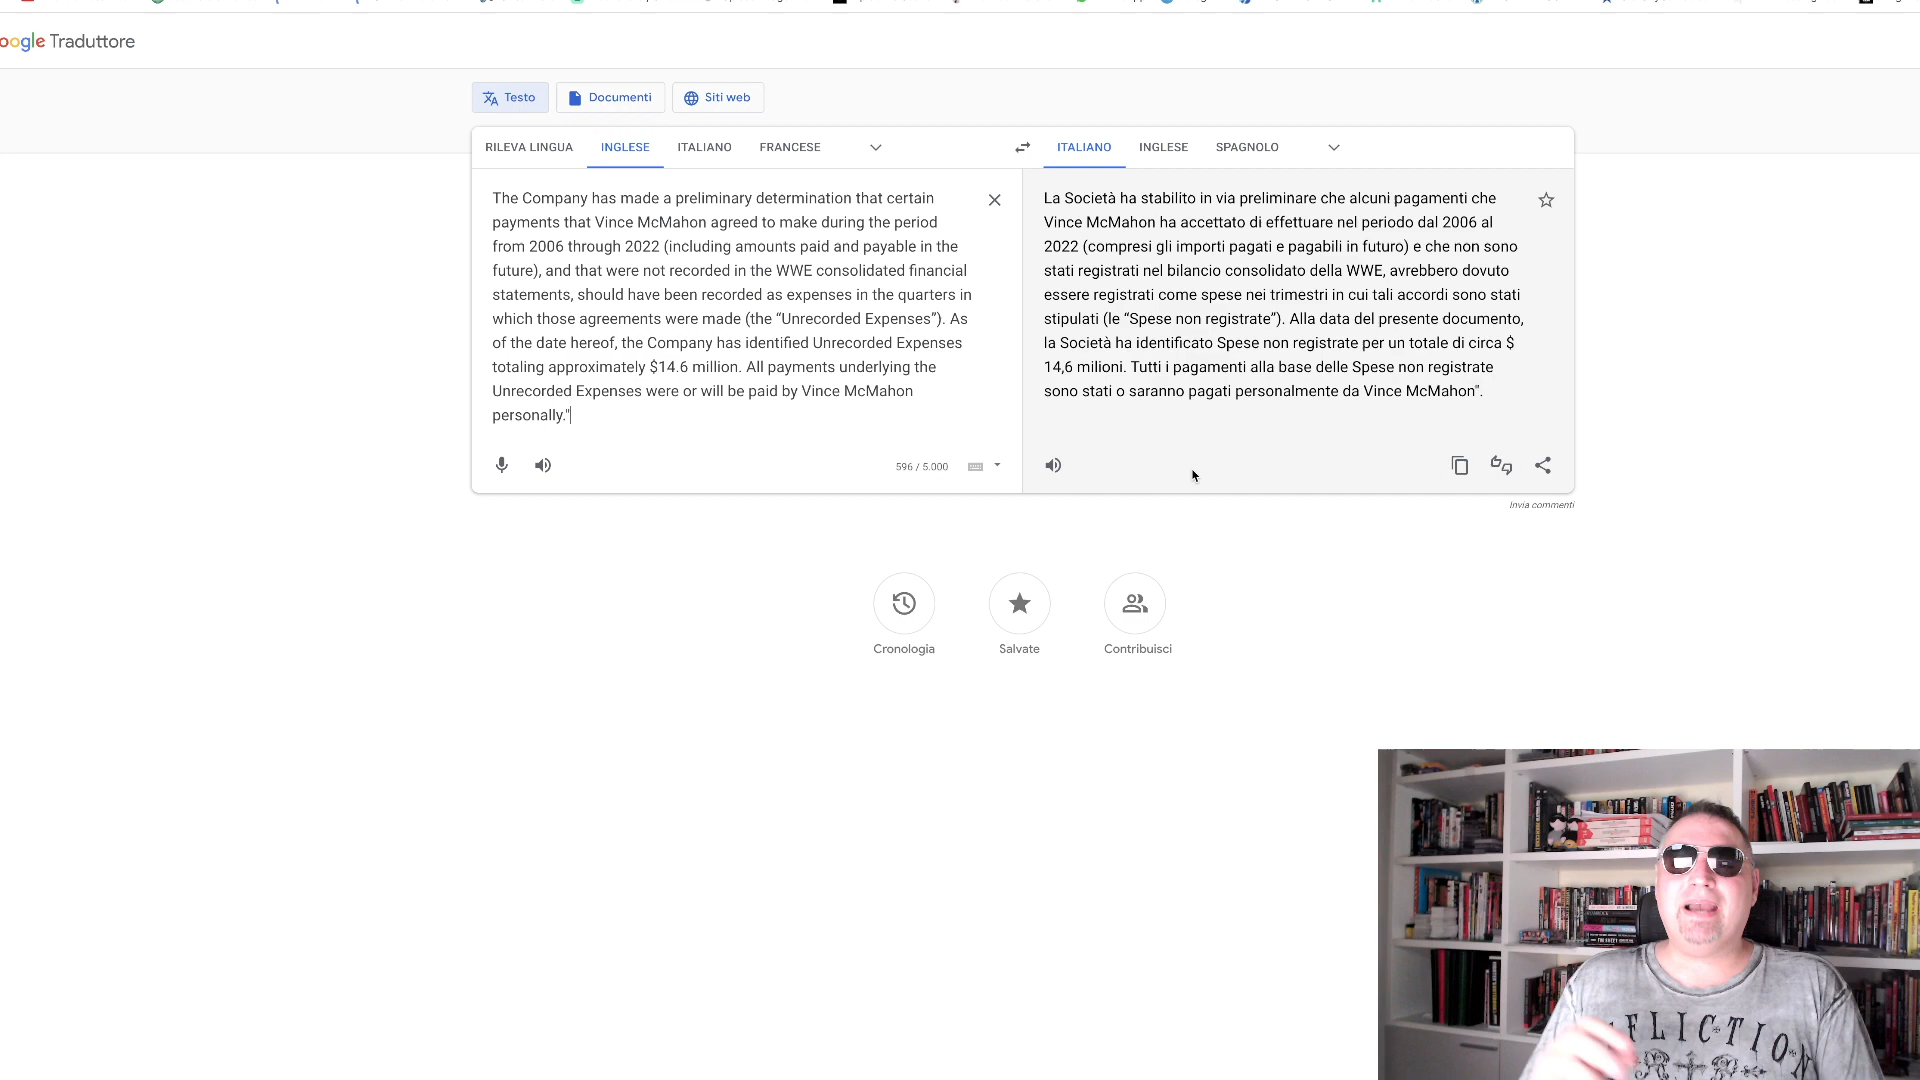 oogle Traduttore
Testo
Documenti
Siti web
RILEVA LINGUA
INGLESE
ITALIANO
FRANCESE
ITALIANO
INGLESE
SPAGNOLO
The Company has made a preliminary determination that certain
payments that Vince McMahon agreed to make during the period
from 2006 through 2022 (including amounts paid and payable in the
future), and that were not recorded in the WWE consolidated financial
statements, should have been recorded as expenses in the quarters in
which those agreements were made (the “Unrecorded Expenses”). As
of the date hereof, the Company has identified Unrecorded Expenses
totaling approximately $14.6 million. All payments underlying the
Unrecorded Expenses were or will be paid by Vince McMahon
personally."
596 / 5.000
La Società ha stabilito in via preliminare che alcuni pagamenti che
Vince McMahon ha accettato di effettuare nel periodo dal 2006 al
2022 (compresi gli importi pagati e pagabili in futuro) e che non sono
stati registrati nel bilancio consolidato della WWE, avrebbero dovuto
essere registrati come spese nei trimestri in cui tali accordi sono stati
stipulati (le “Spese non registrate”). Alla data del presente documento,
la Società ha identificato Spese non registrate per un totale di circa $
14,6 milioni. Tutti i pagamenti alla base delle Spese non registrate
sono stati o saranno pagati personalmente da Vince McMahon".
Invia commenti
Cronologia
Salvate
Contribuisci
FLICTION